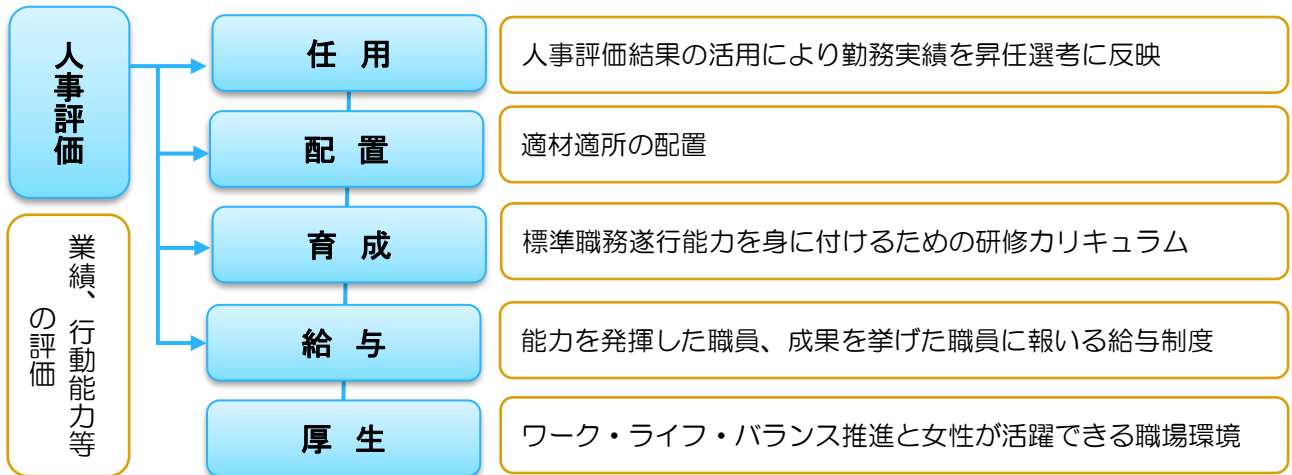 人事評価
業績、行動能力等
の評価
任 用
人事評価結果の活用により勤務実績を昇任選考に反映
配 置
適材適所の配置
育 成
標準職務遂行能力を身に付けるための研修カリキュラム
給 与
能力を発揮した職員、成果を挙げた職員に報いる給与制度
厚 生
ワーク・ライフ・バランス推進と女性が活躍できる職場環境